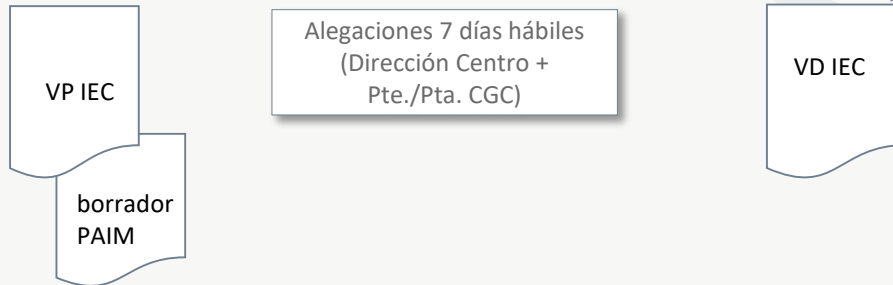 VP IEC
borrador
PAIM
Alegaciones 7 días hábiles
(Dirección Centro +
Pte./Pta. CGC)
VD IEC